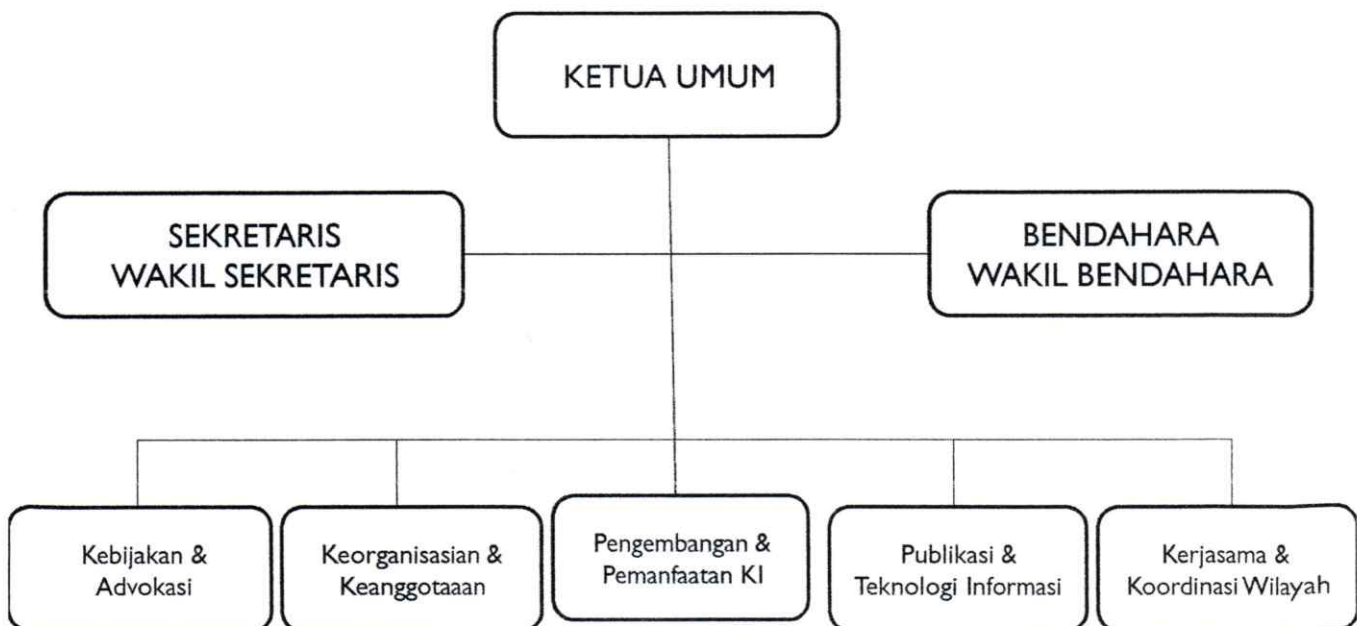 KETUA UMUM
SEKRETARIS
WAKIL SEKRETARIS
BENDAHARA
WAKIL BENDAHARA
Kebijakan &
Advokasi
Keorganisasian &
Keanggotaaan
Pengembangan &
Pemanfaatan KI
Publikasi &
Teknologi Informasi
Kerjasama &
Koordinasi Wilayah